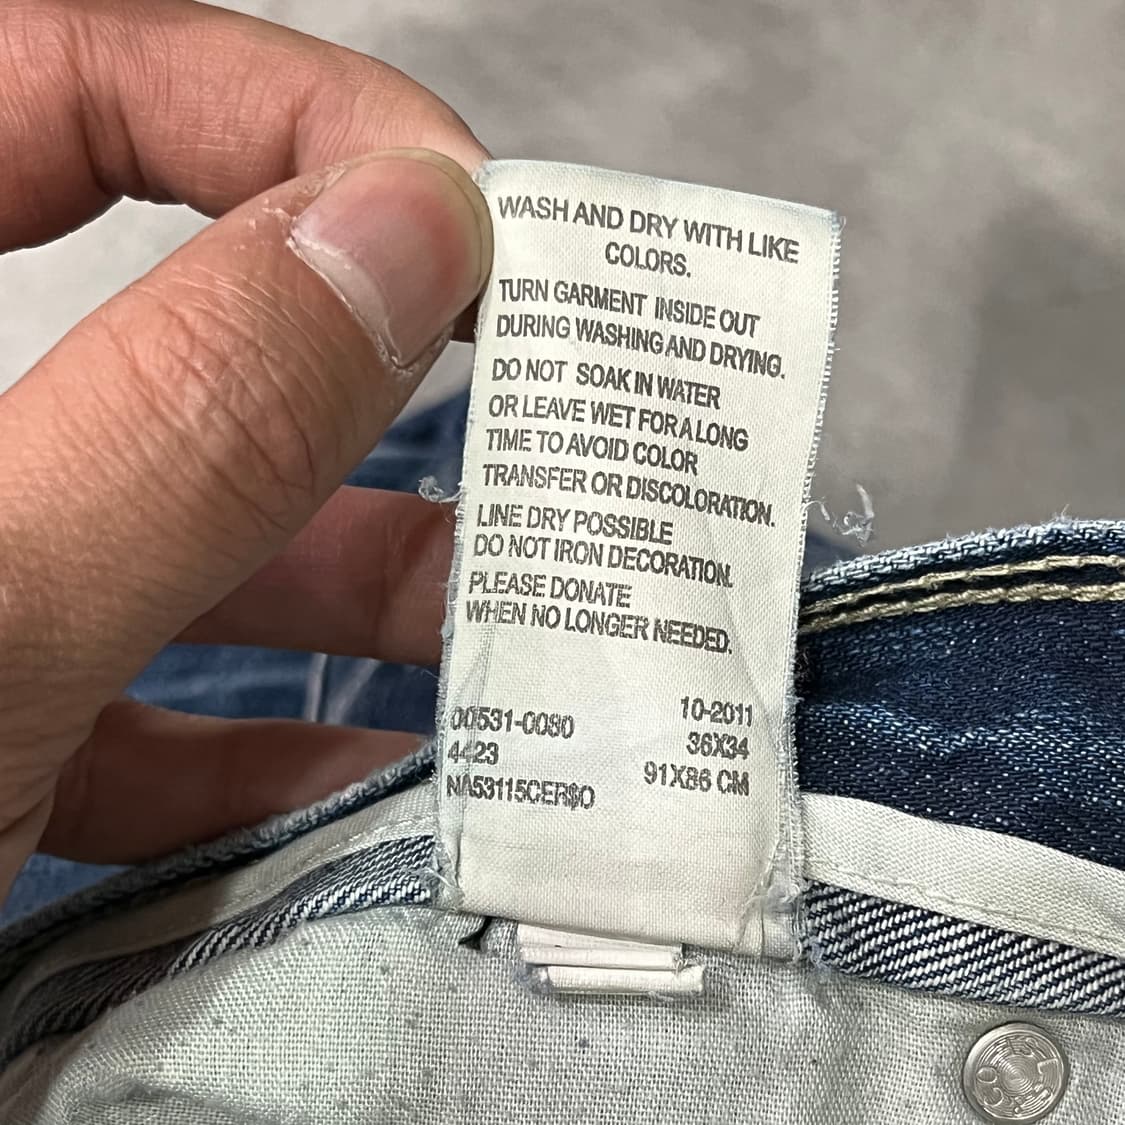 WASH AND DRY WITH LIKE
COLORS.
TURN GARMENT INSIDE OUT
DURING WASHING AND DRYING.
DO NOT SOAK IN WATER
OR LEAVE WET FOR A LONG
TIME TO AVOID COLOR
TRANSFER OR DISCOLORATION.
LINE DRY POSSIBLE
DO NOT IRON DECORATION.
PLEASE DONATE
WHEN NO LONGER NEEDED.
00531-0080 10-2011
4423 36X34
NA53115CER$O 91X86 CM